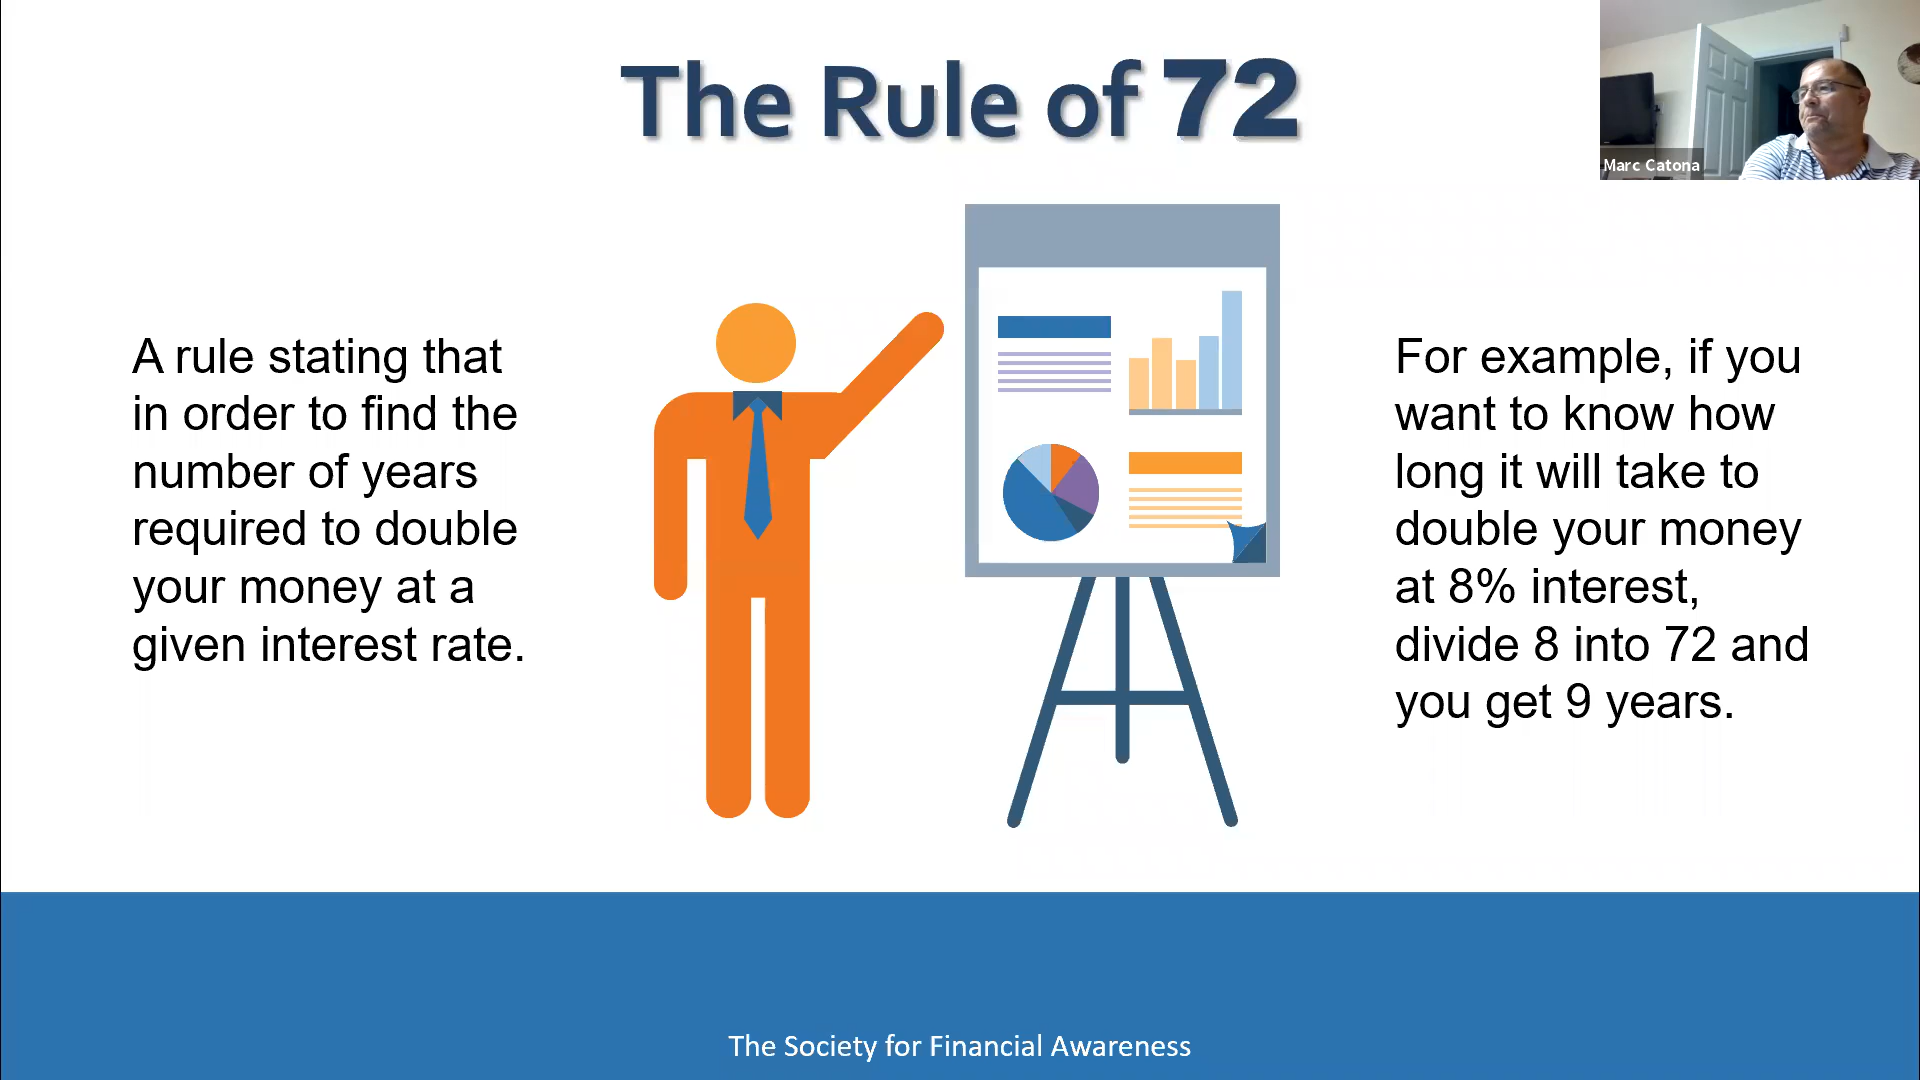 The Rule of 72
Marc Catona
A rule stating that
in order to find the
number of years
required to double
your money at a
given interest rate.
For example, if you
want to know how
long it will take to
double your money
at 8% interest,
divide 8 into 72 and
you get 9 years.
The Society for Financial Awareness